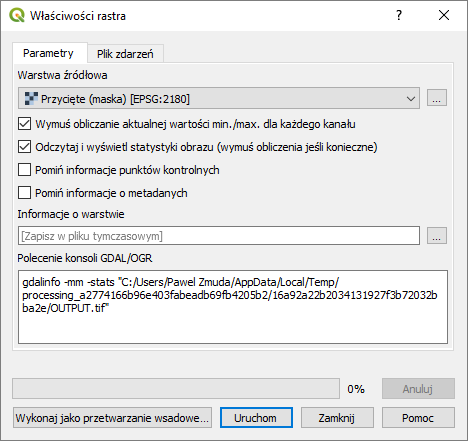 Właściwości rastra
Parametry
Plik zdarzeń
Warstwa źródłowa
Przycięte (maska) [EPSG:2180]
...
Wymuś obliczanie aktualnej wartości min./max. dla każdego kanału
Odczytaj i wyświetl statystyki obrazu (wymuś obliczenia jeśli konieczne)
Pomiń informacje punktów kontrolnych
Pomiń informacje o metadanych
Informacje o warstwie
[Zapisz w pliku tymczasowym]
...
Polecenie konsoli GDAL/OGR
gdalinfo -mm -stats "C:/Users/Pawel Zmuda/AppData/Local/Temp/
processing_a2774166b96e403fabeadb69fb4205b2/16a92a22b2034131927f3b72032b
ba2e/OUTPUT.tif"
0%
Anuluj
Wykonaj jako przetwarzanie wsadowe...
Uruchom
Zamknij
Pomoc